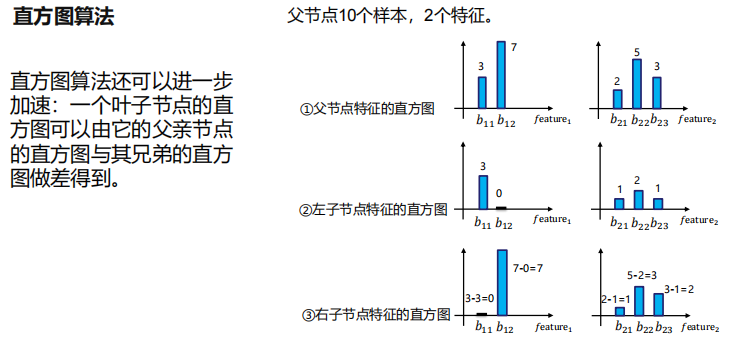 直方图算法
父节点10个样本，2个特征。
直方图算法还可以进一步
加速：一个叶子节点的直
方图可以由它的父亲节点
的直方图与其兄弟的直方
图做差得到。
①父节点特征的直方图
3
7
b₁₁ b₁₂ feature₁
2
5
3
b₂₁ b₂₂ b₂₃ feature₂
②左子节点特征的直方图
3
0
b₁₁ b₁₂ feature₁
1
2
1
b₂₁ b₂₂ b₂₃ feature₂
③右子节点特征的直方图
3-3=0
7-0=7
b₁₁ b₁₂ feature₁
2-1=1
5-2=3
3-1=2
b₂₁ b₂₂ b₂₃ feature₂